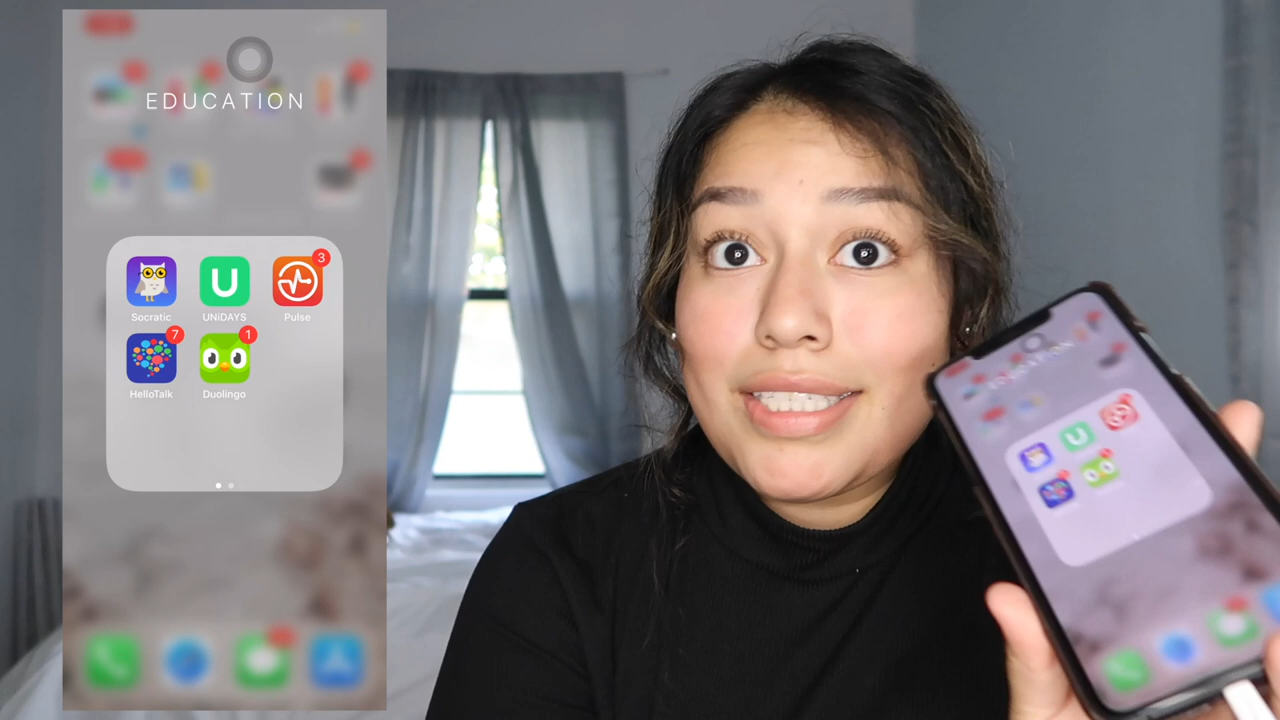 EDUCATION
3
Socratic UNiDAYS Pulse
7 1
HelloTalk Duolingo
U